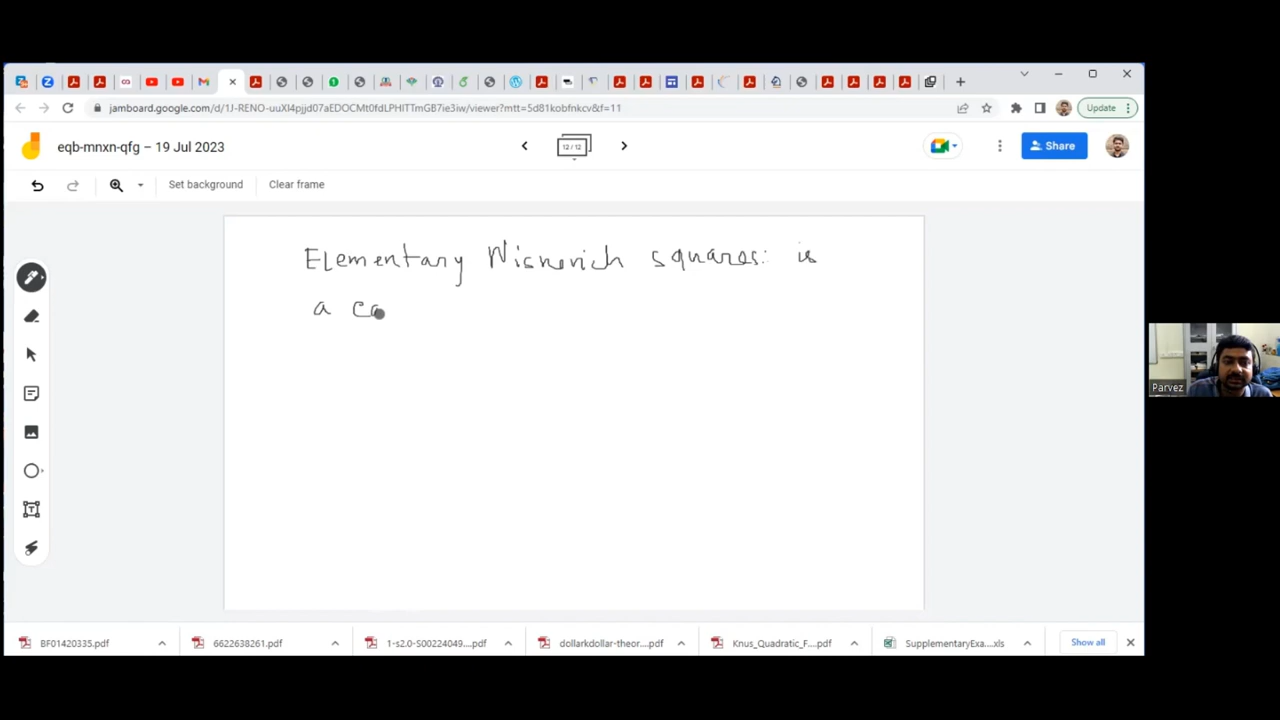 jamboard.google.com/d/1J-RENO-uuXl4pjjd07aEDOCMt0fdLPHITTmGB7ie3iw/viewer?mtt=5d81kobfnkcv&f=11
Update
eqb-mnxn-qfg – 19 Jul 2023
12 / 12
Share
Set background
Clear frame
Elementary Nisnevich squares: is
a co
Parvez
BF01420335.pdf
6622638261.pdf
1-s2.0-S00224049....pdf
dollarkdollar-theor....pdf
Knus_Quadratic_F....pdf
SupplementaryExa....xls
Show all